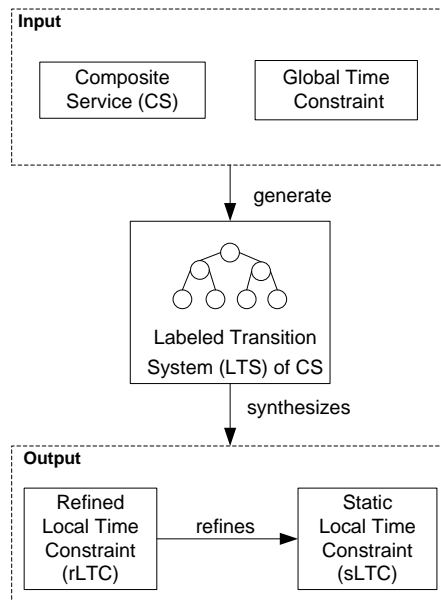 Input
Composite
Service (CS)
Global Time
Constraint
generate
Labeled Transition
System (LTS) of CS
synthesizes
Output
Refined
Local Time
Constraint
(rLTC)
refines
Static
Local Time
Constraint
(sLTC)